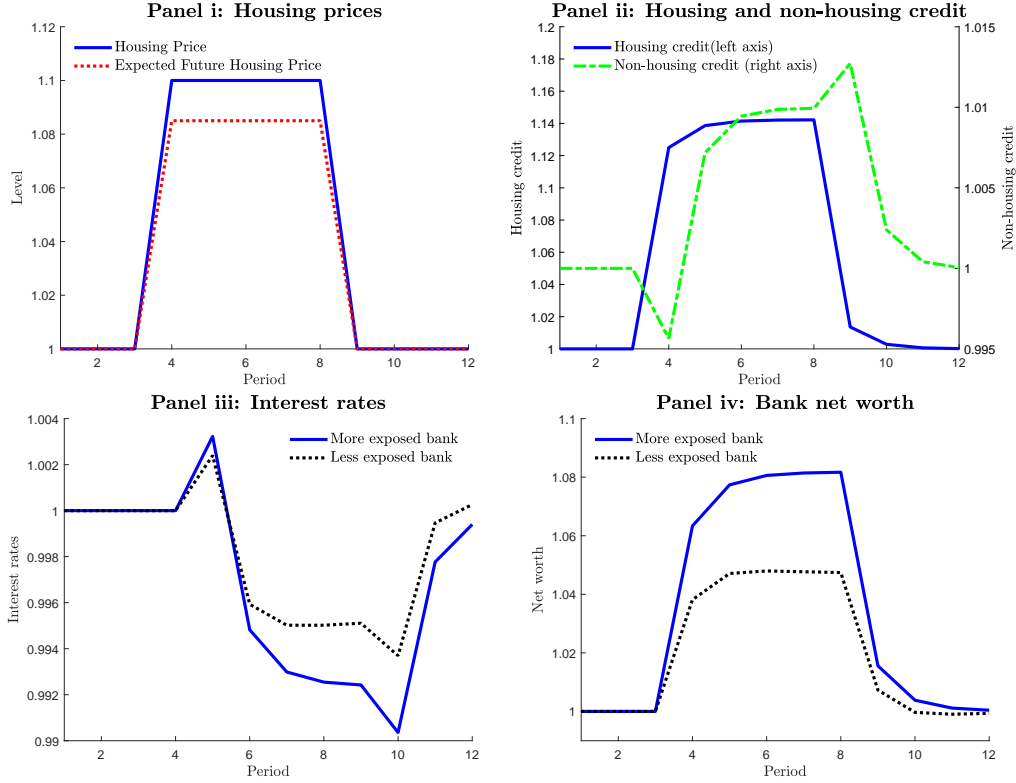 Panel i: Housing prices
1.12
1.1
1.08
1.06
1.04
1.02
1
Level
Housing Price
Expected Future Housing Price
2 4 6 8 10 12
Period
Panel ii: Housing and non-housing credit
1.2
1.18
1.16
1.14
1.12
1.1
1.08
1.06
1.04
1.02
1
Housing credit
Housing credit(left axis)
Non-housing credit (right axis)
1.015
1.010
1.005
1
0.995
Non-housing credit
2 4 6 8 10 12
Period
Panel iii: Interest rates
1.004
1.002
1
0.998
0.996
0.994
0.992
0.99
Interest rates
More exposed bank
Less exposed bank
2 4 6 8 10 12
Period
Panel iv: Bank net worth
1.1
1.08
1.06
1.04
1.02
1
Net worth
More exposed bank
Less exposed bank
2 4 6 8 10 12
Period